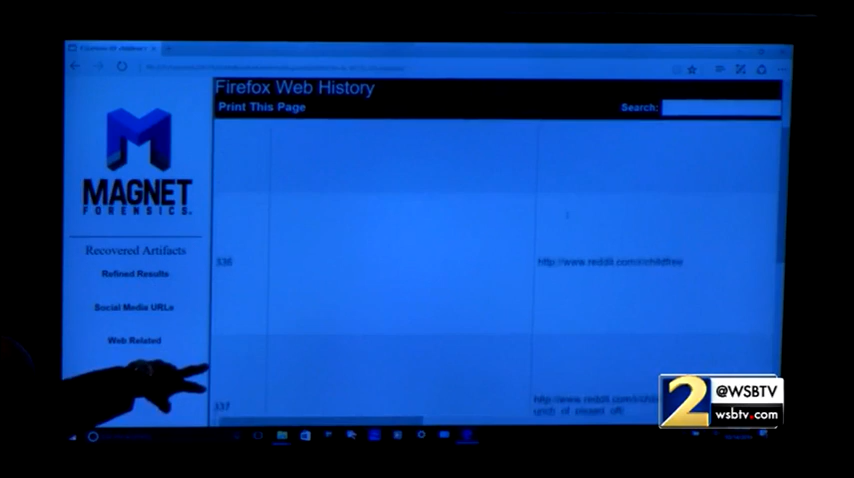 Firefox Web History
Print This Page
Search:
MAGNET
FORENSICS
Recovered Artifacts
Refined Results
Social Media URLs
Web Related
336
http://www.reddit.com/r/childfree
337
2 @WSBTV
wsbtv.com